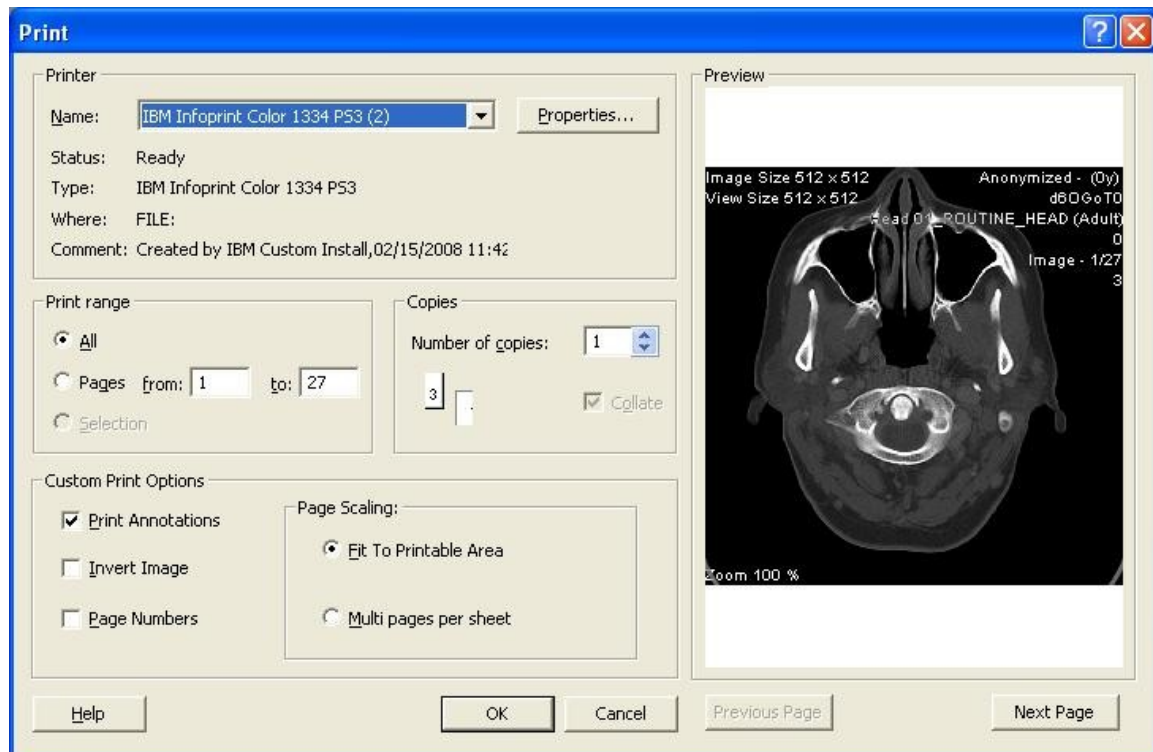 Print
Printer
Name: IBM Infoprint Color 1334 PS3 (2) Properties...
Status: Ready
Type: IBM Infoprint Color 1334 PS3
Where: FILE:
Comment: Created by IBM Custom Install,02/15/2008 11:42
Print range
All
Pages from: 1 to: 27
Selection
Copies
Number of copies: 1
3
Collate
Custom Print Options
Print Annotations
Invert Image
Page Numbers
Page Scaling:
Fit To Printable Area
Multi pages per sheet
Preview
Image Size 512 x 512 Anonymized - (0y)
View Size 512 x 512
Head 01_ROUTINE_HEAD (Adult)
0
Image - 1/27
3
Zoom 100 %
Help OK Cancel Previous Page Next Page